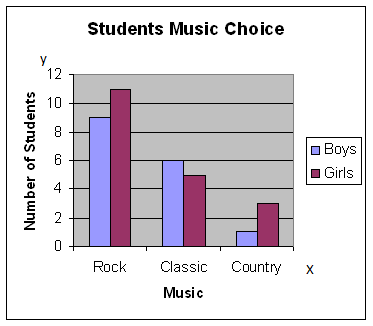 Students Music Choice
y
Number of Students
12
10
8
6
4
2
0
Rock Classic Country
x
Music
Boys
Girls